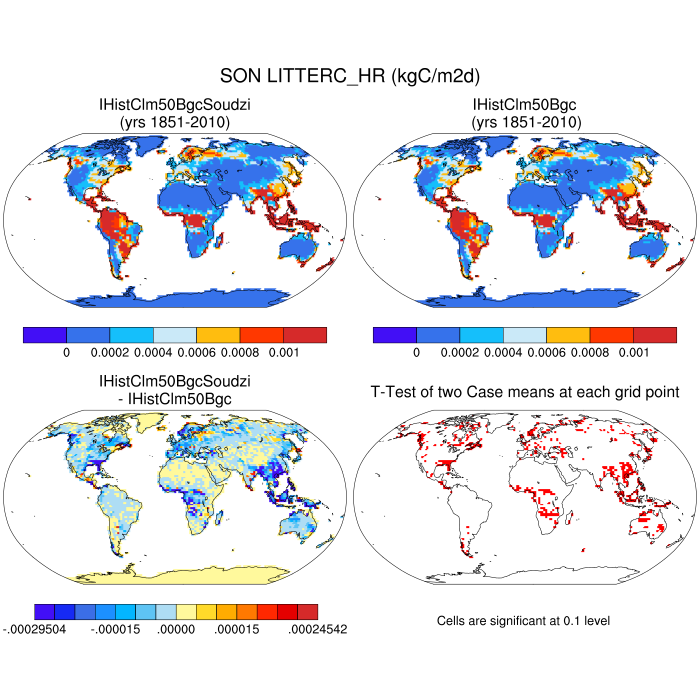 SON LITTERC_HR (kgC/m2d)
IHistClm50BgcSoudzi
(yrs 1851-2010)
IHistClm50Bgc
(yrs 1851-2010)
0 0.0002 0.0004 0.0006 0.0008 0.001
0 0.0002 0.0004 0.0006 0.0008 0.001
IHistClm50BgcSoudzi
- IHistClm50Bgc
T-Test of two Case means at each grid point
-.00029504 -.000015 .00000 .000015 .00024542
Cells are significant at 0.1 level